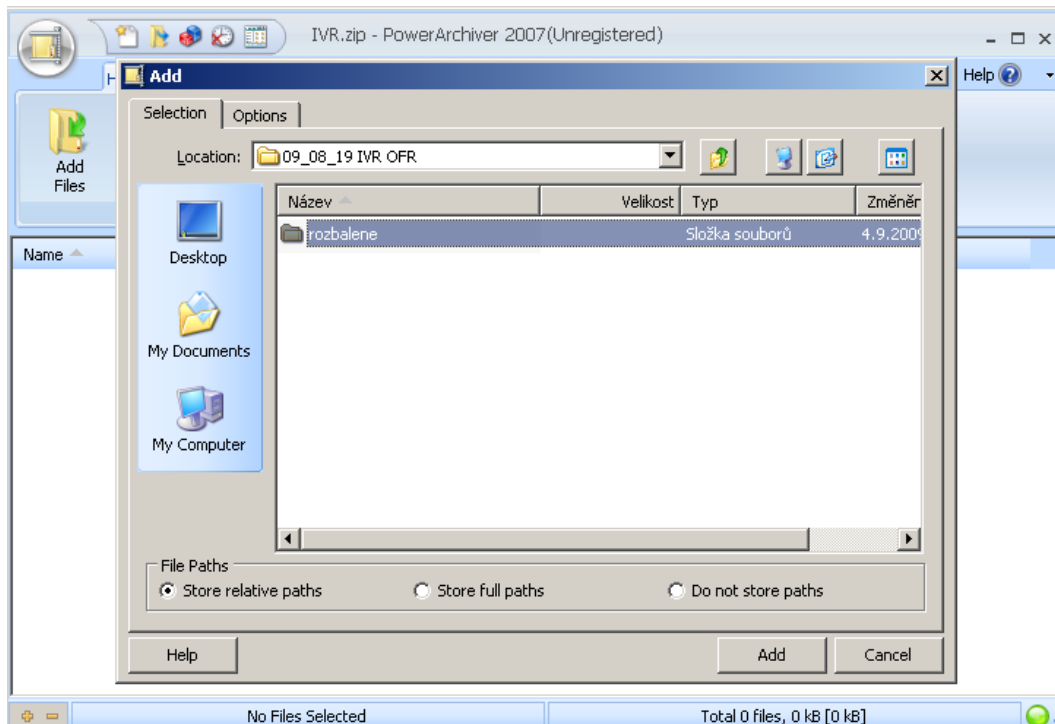 IVR.zip - PowerArchiver 2007(Unregistered)
H
Add
Help
Add
Files
Selection
Options
Location:
09_08_19 IVR OFR
Název
Velikost
Typ
Změněn
rozbalene
Složka souborů
4.9.2009
Name
Desktop
My Documents
My Computer
File Paths
Store relative paths
Store full paths
Do not store paths
Help
Add
Cancel
No Files Selected
Total 0 files, 0 kB [0 kB]